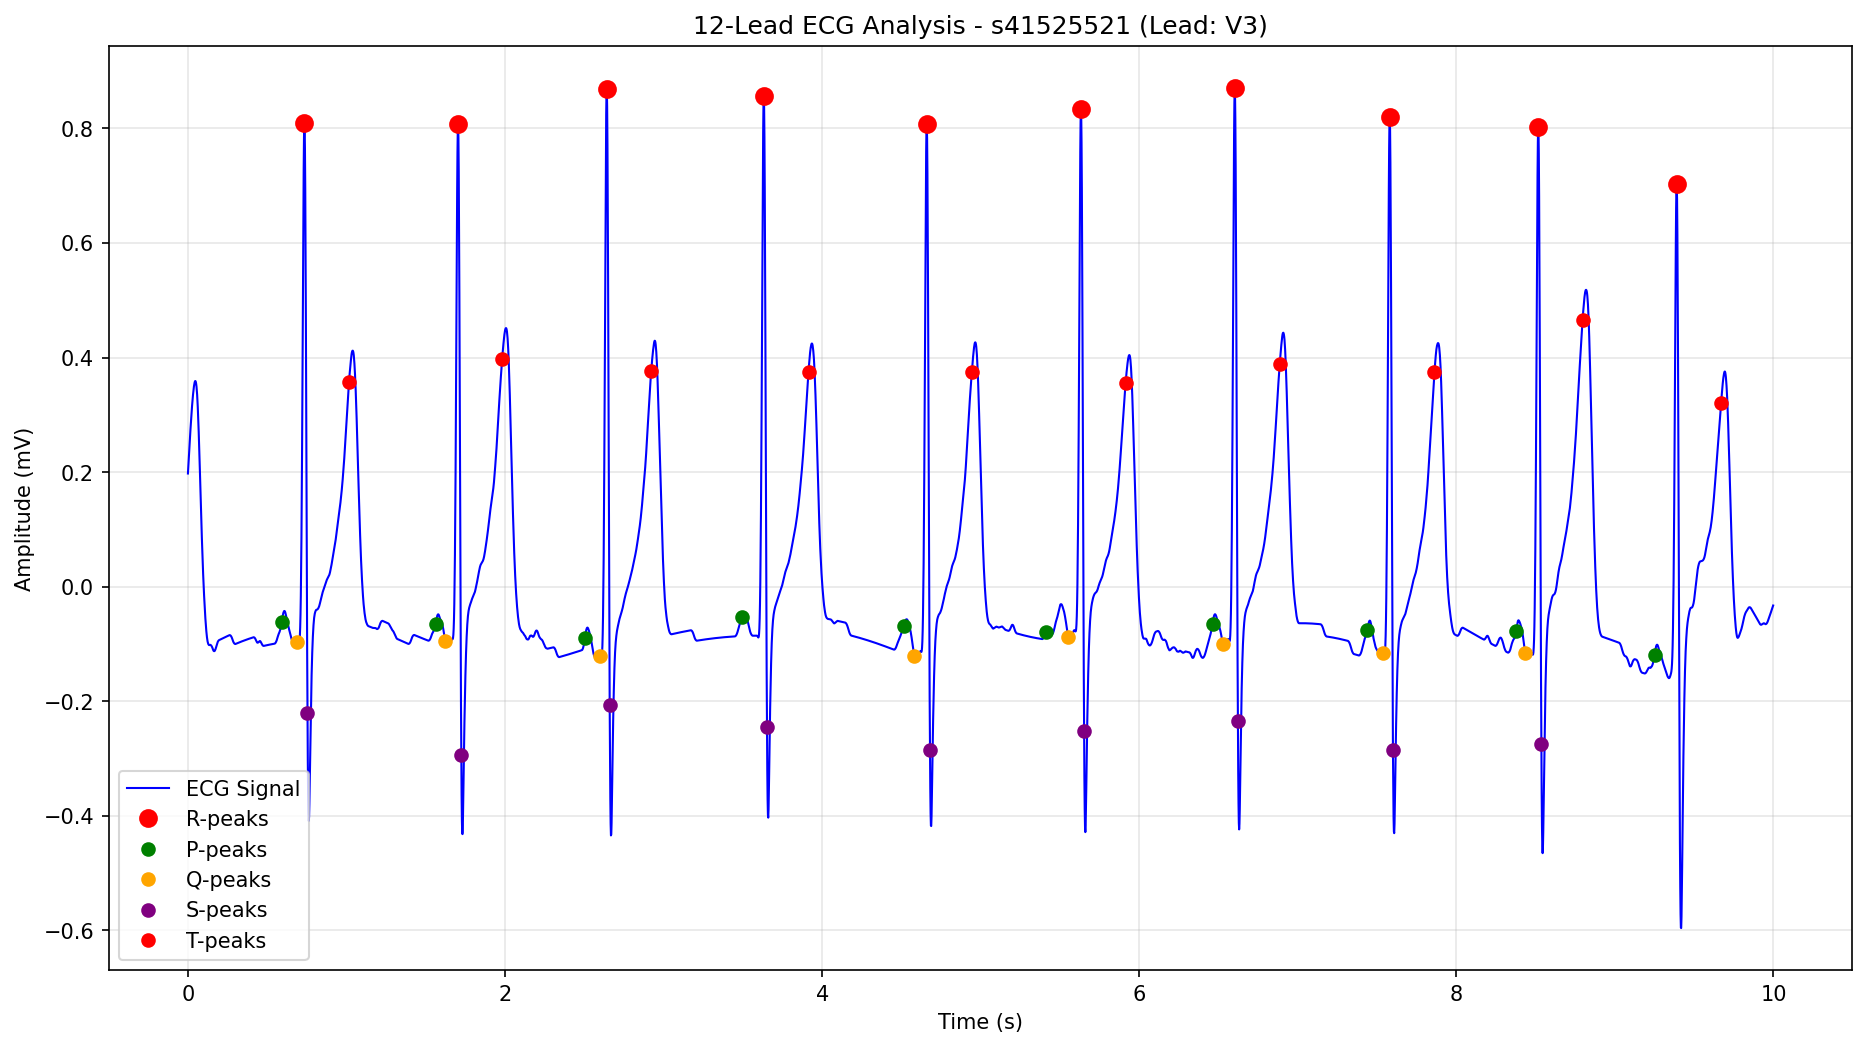 12-Lead ECG Analysis - s41525521 (Lead: V3)
Amplitude (mV)
0.8
0.6
0.4
0.2
0.0
−0.2
−0.4
−0.6
ECG Signal
R-peaks
P-peaks
Q-peaks
S-peaks
T-peaks
0 2 4 6 8 10
Time (s)